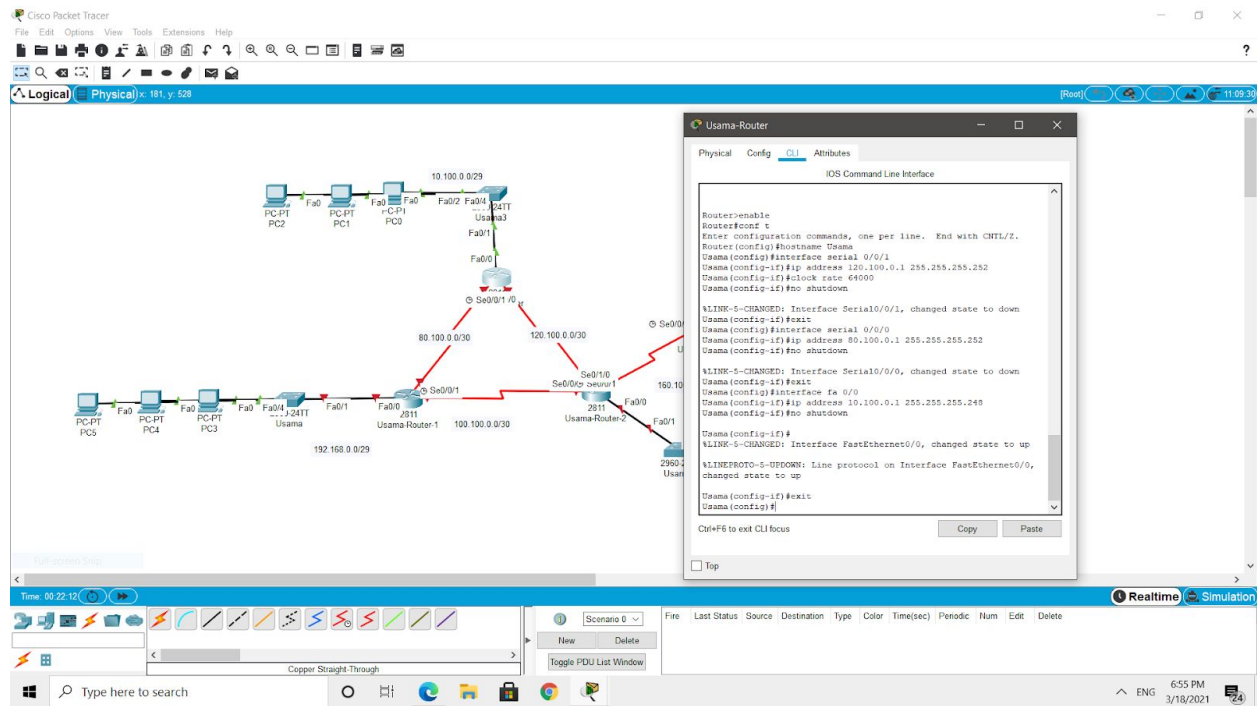 Cisco Packet Tracer
File Edit Options View Tools Extensions Help
?
Logical Physical x: 181, y: 528 [Root] 11:09:30
10.100.0.0/29
Fa0 Fa0 Fa0 Fa0/2 Fa0/4
PC-PT PC-PT
PC2 PC1 PC0
Usama3
Fa0/1
Fa0/0
Se0/0/1
80.100.0.0/30 120.100.0.0/30
Se0/1/0
Se0/0/1
Fa0 Fa0 Fa0 Fa0/4 Fa0/1 Fa0/0
PC-PT PC-PT PC-PT
PC5 PC4 PC3
Usama
2811
Usama-Router-1
100.100.0.0/30
2811
Usama-Router-2
Fa0/0
Fa0/1
192.168.0.0/29
Usama-Router
Physical Config CLI Attributes
IOS Command Line Interface
Router>enable
Router#conf t
Enter configuration commands, one per line. End with CNTL/Z.
Router(config)#hostname Usama
Usama(config)#interface serial 0/0/1
Usama(config-if)#ip address 120.100.0.1 255.255.255.252
Usama(config-if)#clock rate 64000
Usama(config-if)#no shutdown
%LINK-5-CHANGED: Interface Serial0/0/1, changed state to down
Usama(config-if)#exit
Usama(config)#interface serial 0/0/0
Usama(config-if)#ip address 80.100.0.1 255.255.255.252
Usama(config-if)#no shutdown
%LINK-5-CHANGED: Interface Serial0/0/0, changed state to down
Usama(config-if)#exit
Usama(config)#interface fa 0/0
Usama(config-if)#ip address 10.100.0.1 255.255.255.248
Usama(config-if)#no shutdown
Usama(config-if)#
%LINK-5-CHANGED: Interface FastEthernet0/0, changed state to up
%LINEPROTO-5-UPDOWN: Line protocol on Interface FastEthernet0/0,
changed state to up
Usama(config-if)#exit
Usama(config)#
Ctrl+F6 to exit CLI focus Copy Paste
Top
Time: 00:22:12 Realtime Simulation
Scenario 0
New Delete
Toggle PDU List Window
Fire Last Status Source Destination Type Color Time(sec) Periodic Num Edit Delete
Copper Straight-Through
Type here to search
ENG
6:55 PM
3/18/2021
24